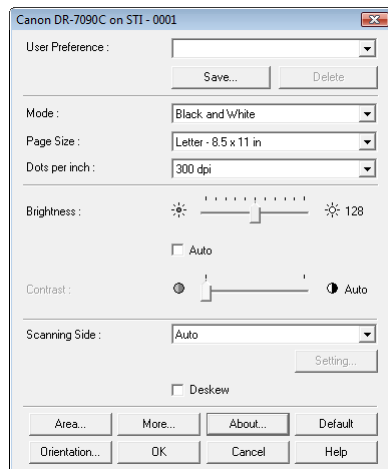 Canon DR-7090C on STI - 0001
User Preference :
Save... Delete
Mode : Black and White
Page Size : Letter - 8.5 x 11 in
Dots per inch : 300 dpi
Brightness : 128
Auto
Contrast : Auto
Scanning Side : Auto
Setting...
Deskew
Area... More... About... Default
Orientation... OK Cancel Help